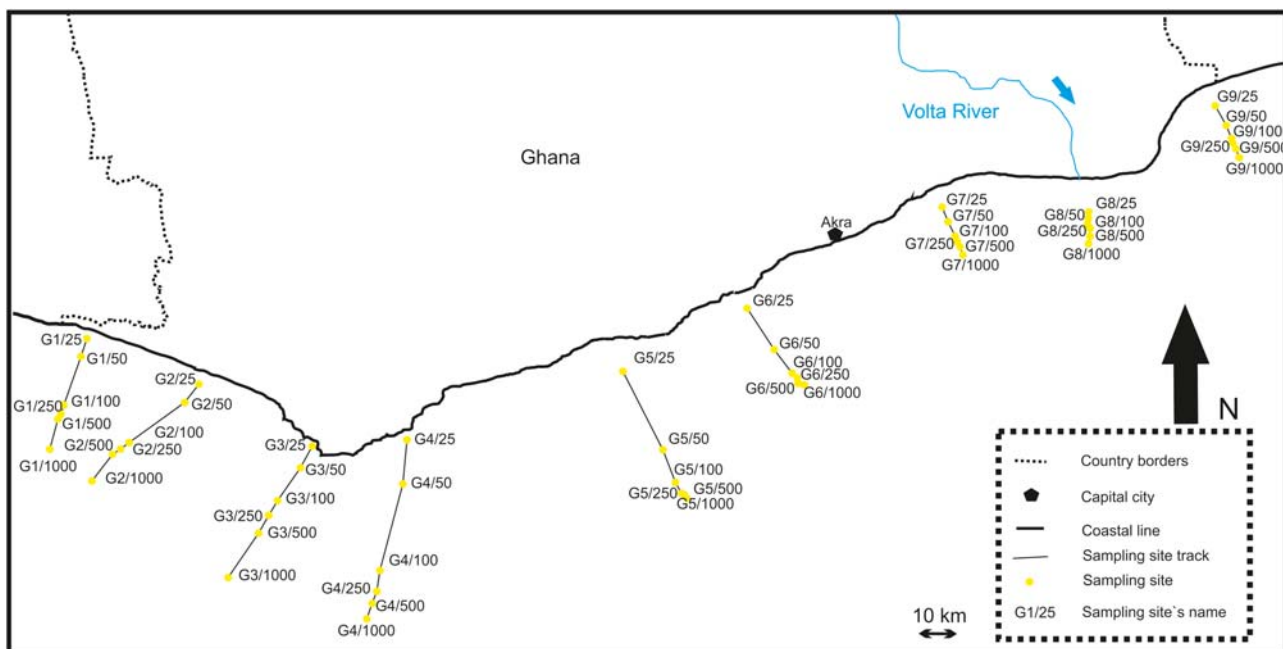 Volta River
Ghana
Akra
G1/25
G1/50
G1/100
G1/250
G1/500
G1/1000
G2/25
G2/50
G2/100
G2/250
G2/500
G2/1000
G3/25
G3/50
G3/100
G3/250
G3/500
G3/1000
G4/25
G4/50
G4/100
G4/250
G4/500
G4/1000
G5/25
G5/50
G5/100
G5/250
G5/500
G5/1000
G6/25
G6/50
G6/100
G6/250
G6/500
G6/1000
G7/25
G7/50
G7/100
G7/250
G7/500
G7/1000
G8/25
G8/50
G8/100
G8/250
G8/500
G8/1000
G9/25
G9/50
G9/100
G9/250
G9/500
G9/1000
N
10 km
Country borders
Capital city
Coastal line
Sampling site track
Sampling site
G1/25 Sampling site`s name